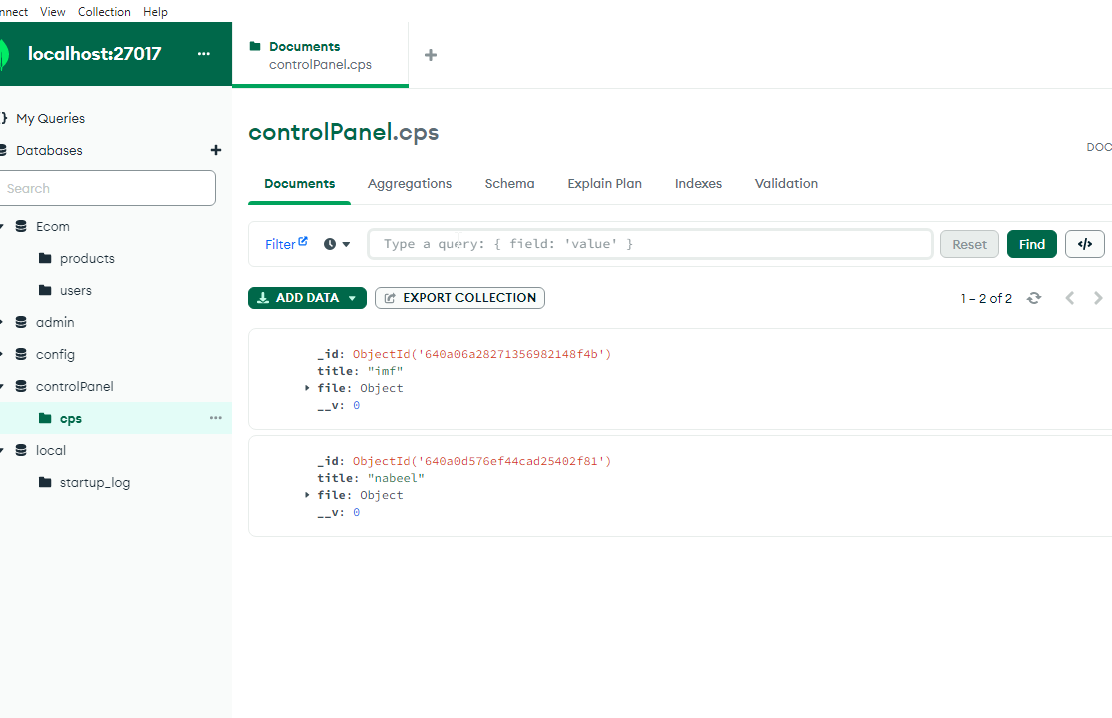 View Collection Help
localhost:27017 ···
Documents
controlPanel.cps
+
My Queries
Databases +
Search
Ecom
products
users
admin
config
controlPanel
cps ···
local
startup_log
controlPanel.cps
Documents Aggregations Schema Explain Plan Indexes Validation
Filter Type a query: { field: 'value' } Reset Find </>
ADD DATA EXPORT COLLECTION 1 – 2 of 2
_id: ObjectId('640a06a28271356982148f4b')
title: "imf"
file: Object
__v: 0
_id: ObjectId('640a0d576ef44cad25402f81')
title: "nabeel"
file: Object
__v: 0